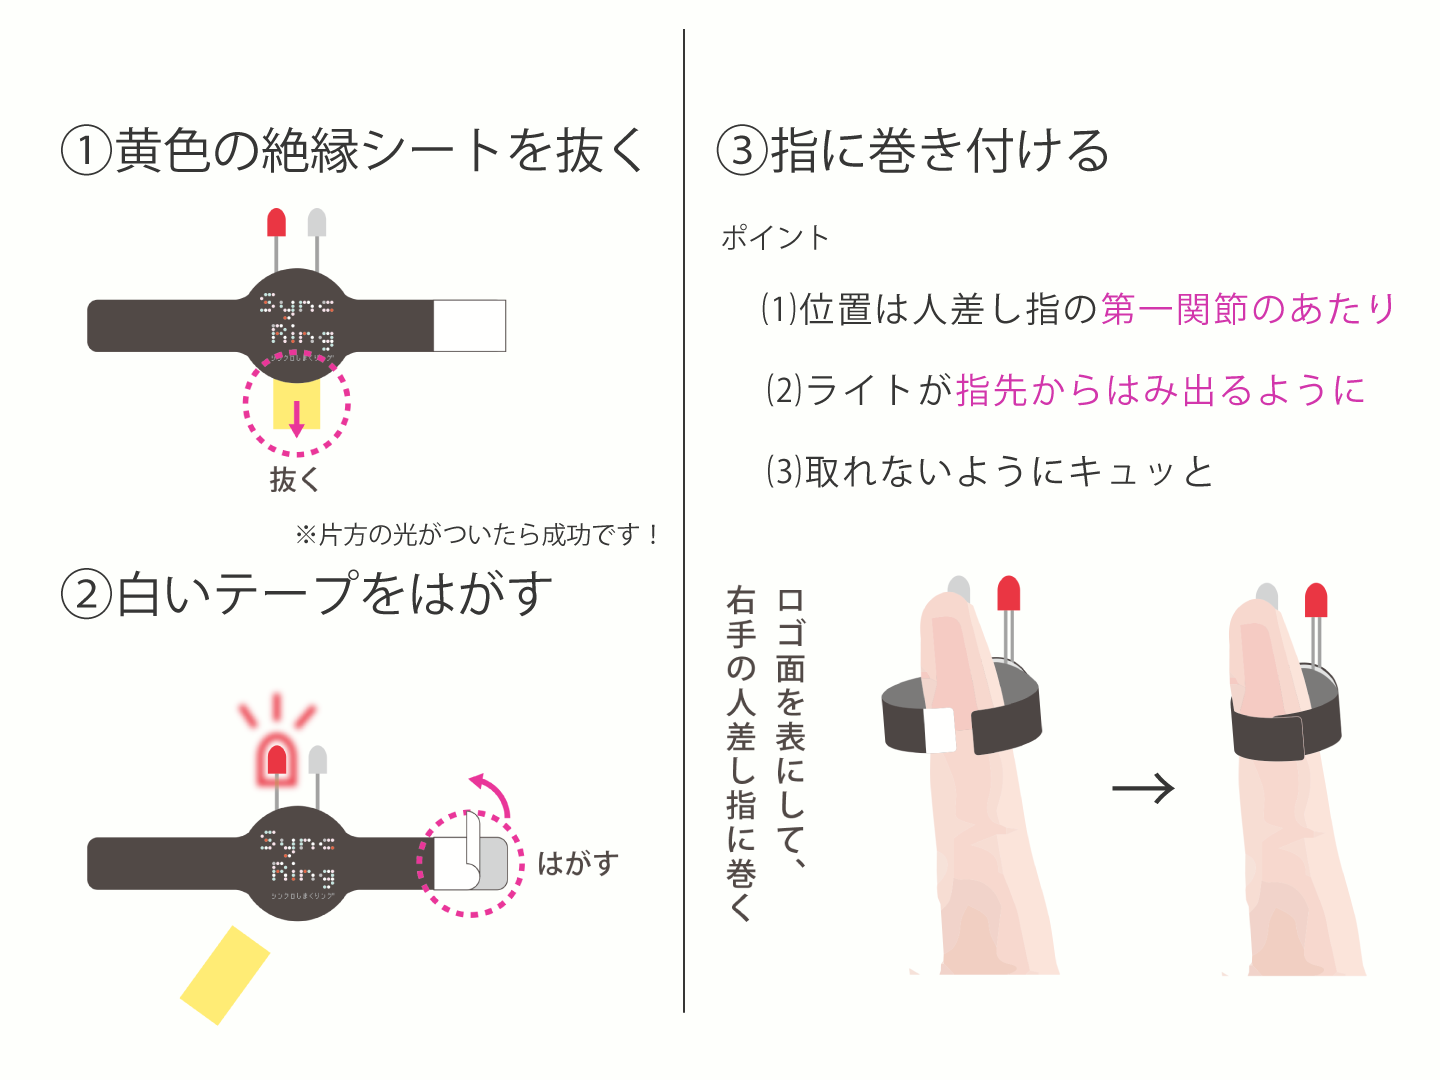 ①黄色の絶縁シートを抜く
Sync
Ring
シンクロしまくリング
抜く
※片方の光がついたら成功です！
②白いテープをはがす
Sync
Ring
シンクロしまくリング
はがす
③指に巻き付ける
ポイント
(1)位置は人差し指の第一関節のあたり
(2)ライトが指先からはみ出るように
(3)取れないようにキュッと
ロゴ面を表にして、
右手の人差し指に巻く